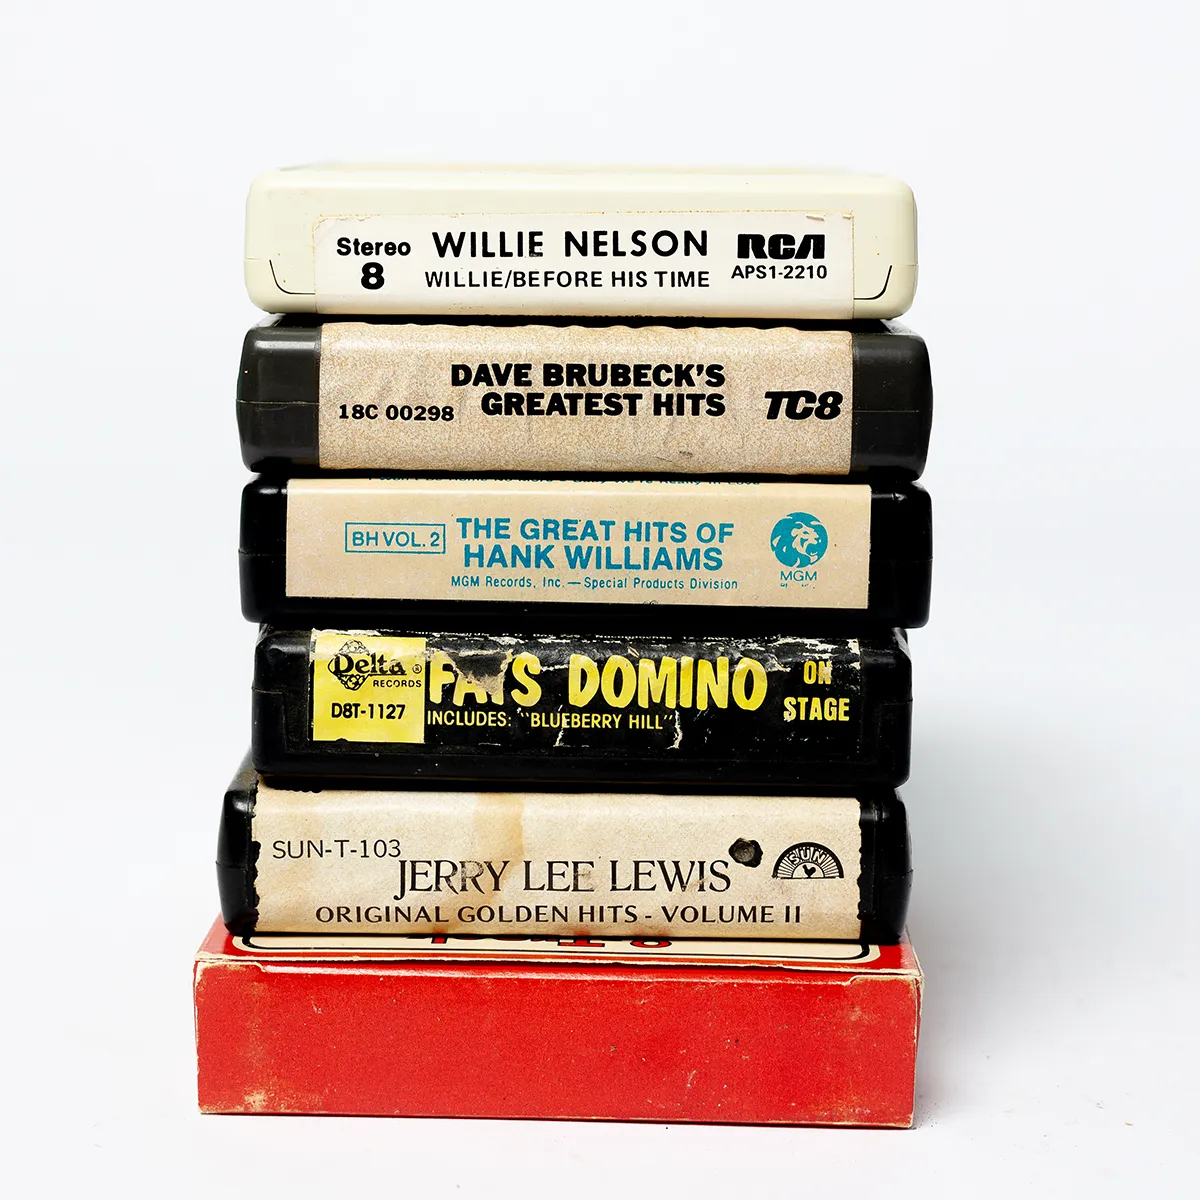 Stereo 8
WILLIE NELSON
WILLIE/BEFORE HIS TIME
RCA
APS1-2210
18C 00298
DAVE BRUBECK'S
GREATEST HITS
TC8
BH VOL. 2
THE GREAT HITS OF
HANK WILLIAMS
MGM Records, Inc. — Special Products Division
MGM
Delta ®
RECORDS
D8T-1127
FATS DOMINO
INCLUDES: "BLUEBERRY HILL"
ON
STAGE
SUN-T-103
JERRY LEE LEWIS
ORIGINAL GOLDEN HITS - VOLUME II
SUN